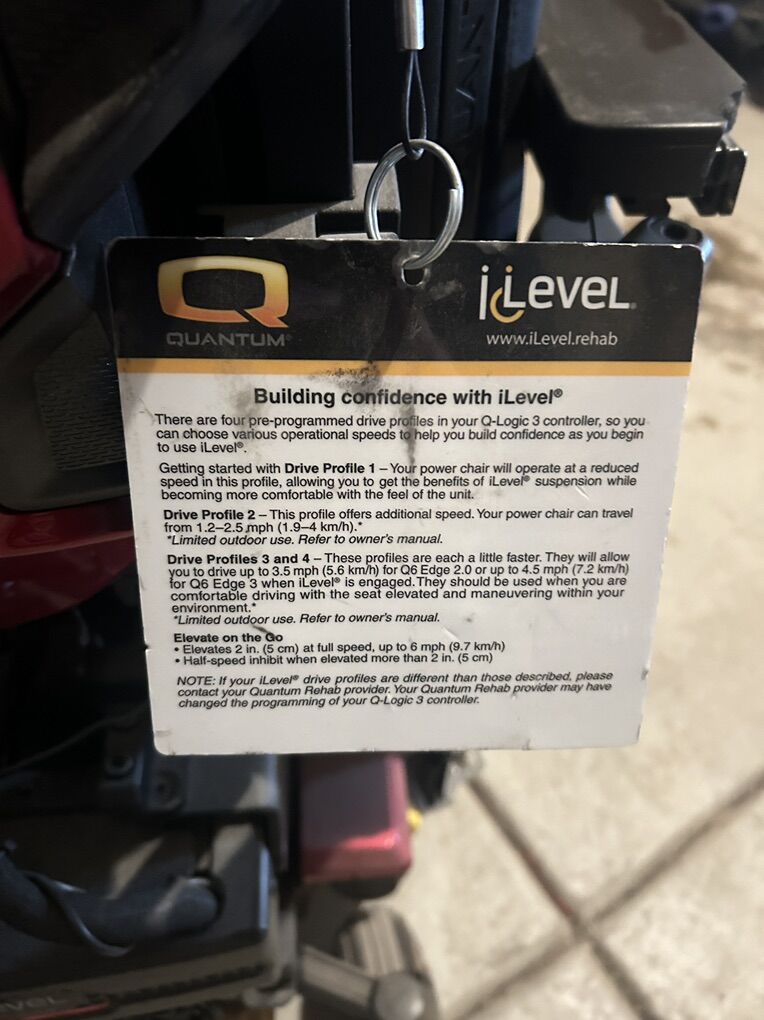 QUANTUM®
iLeveL®
www.iLevel.rehab
Building confidence with iLevel®
There are four pre-programmed drive profiles in your Q-Logic 3 controller, so you
can choose various operational speeds to help you build confidence as you begin
to use iLevel®.
Getting started with Drive Profile 1 – Your power chair will operate at a reduced
speed in this profile, allowing you to get the benefits of iLevel® suspension while
becoming more comfortable with the feel of the unit.
Drive Profile 2 – This profile offers additional speed. Your power chair can travel
from 1.2–2.5 mph (1.9–4 km/h).*
*Limited outdoor use. Refer to owner's manual.
Drive Profiles 3 and 4 – These profiles are each a little faster. They will allow
you to drive up to 3.5 mph (5.6 km/h) for Q6 Edge 2.0 or up to 4.5 mph (7.2 km/h)
for Q6 Edge 3 when iLevel® is engaged. They should be used when you are
comfortable driving with the seat elevated and maneuvering within your
environment.*
*Limited outdoor use. Refer to owner's manual.
Elevate on the Go
• Elevates 2 in. (5 cm) at full speed, up to 6 mph (9.7 km/h)
• Half-speed inhibit when elevated more than 2 in. (5 cm)
NOTE: If your iLevel® drive profiles are different than those described, please
contact your Quantum Rehab provider. Your Quantum Rehab provider may have
changed the programming of your Q-Logic 3 controller.